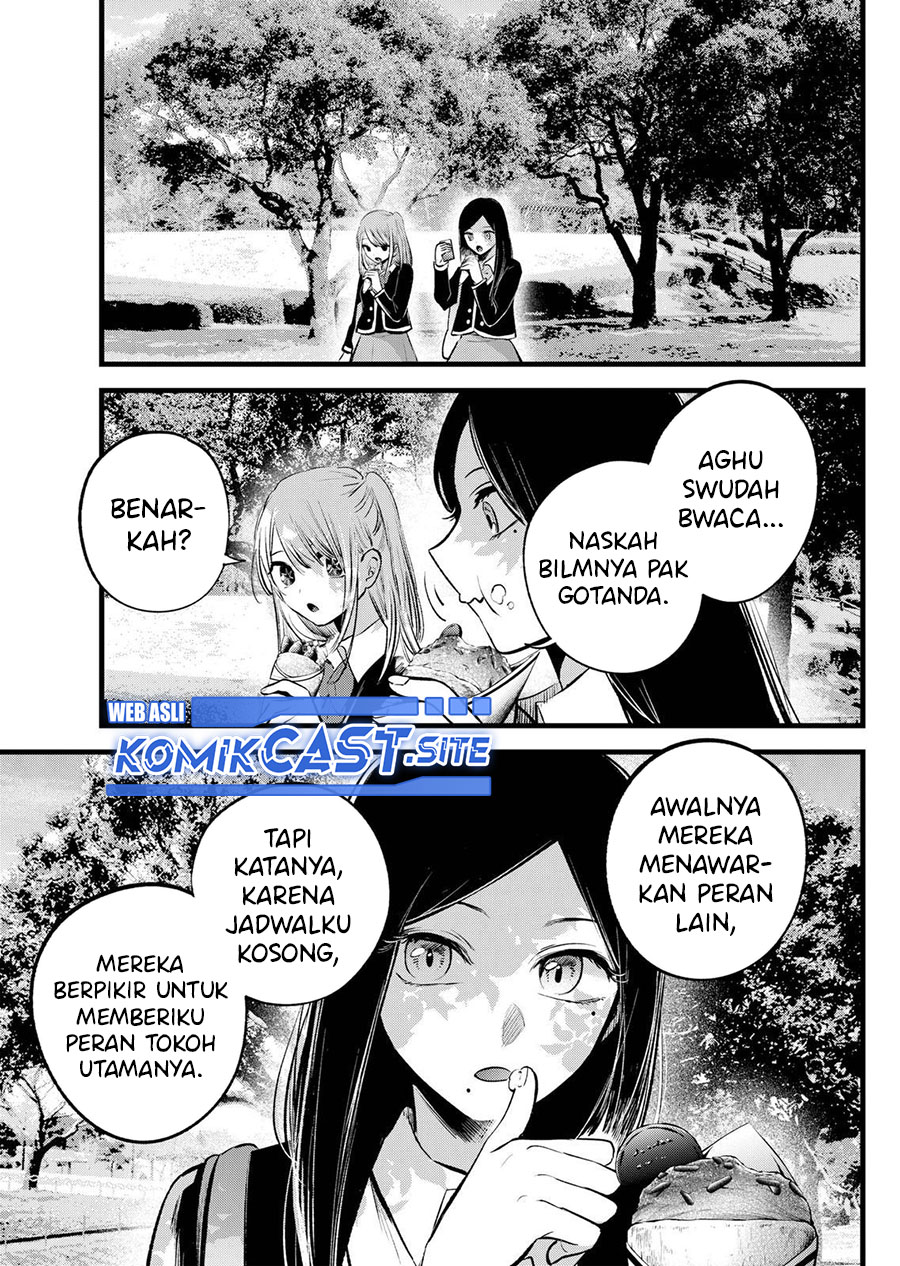 AGHU
SWUDAH
BWACA...
NASKAH
BILMNYA PAK
GOTANDA.
BENAR-
KAH?
WEB ASLI
KOMIKCAST.SITE
AWALNYA
MEREKA
MENAWAR-
KAN PERAN
LAIN,
TAPI
KATANYA,
KARENA
JADWALKU
KOSONG,
MEREKA
BERPIKIR UNTUK
MEMBERIKU
PERAN TOKOH
UTAMANYA.